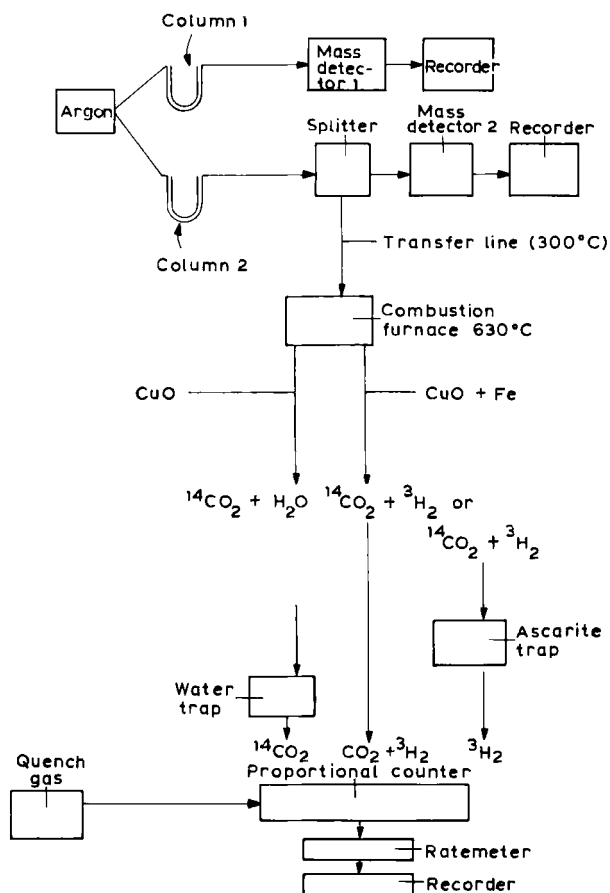 Column 1
Argon
Mass
detec-
tor 1.
Recorder
Splitter
Mass
detector 2
Recorder
Column 2
Transfer line (300°C)
Combustion
furnace 630°C
CuO
CuO + Fe
¹⁴CO₂ + H₂O
¹⁴CO₂ + ³H₂ or
¹⁴CO₂ + ³H₂
Ascarite
trap
Water
trap
¹⁴CO₂
CO₂ + ³H₂
³H₂
Quench
gas
Proportional counter
Ratemeter
Recorder